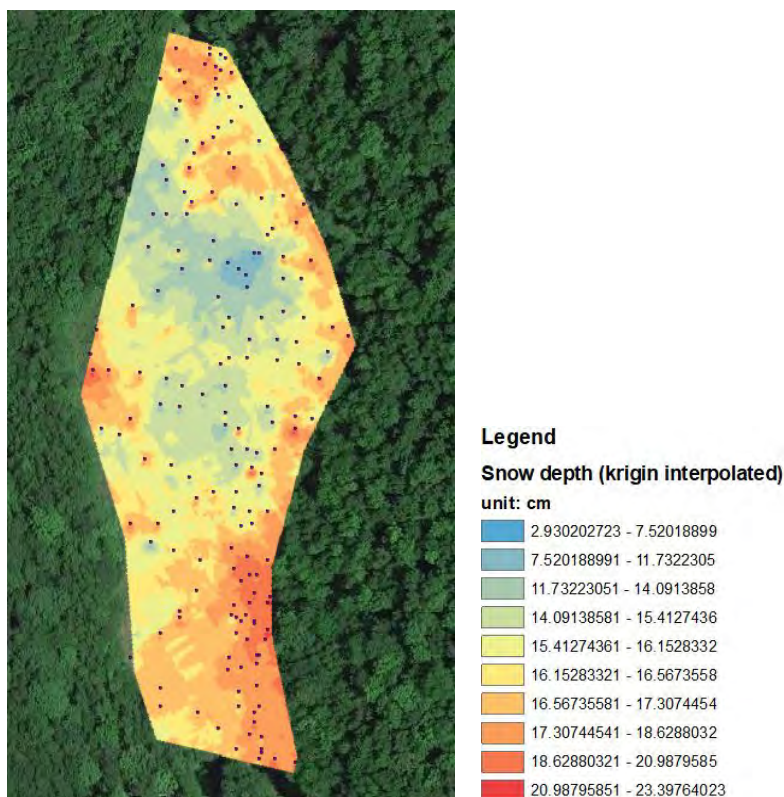 Legend
Snow depth (krigin interpolated)
unit: cm
2.930202723 - 7.52018899
7.520188991 - 11.7322305
11.73223051 - 14.0913858
14.09138581 - 15.4127436
15.41274361 - 16.1528332
16.15283321 - 16.5673558
16.56735581 - 17.3074454
17.30744541 - 18.6288032
18.62880321 - 20.9879585
20.98795851 - 23.39764023